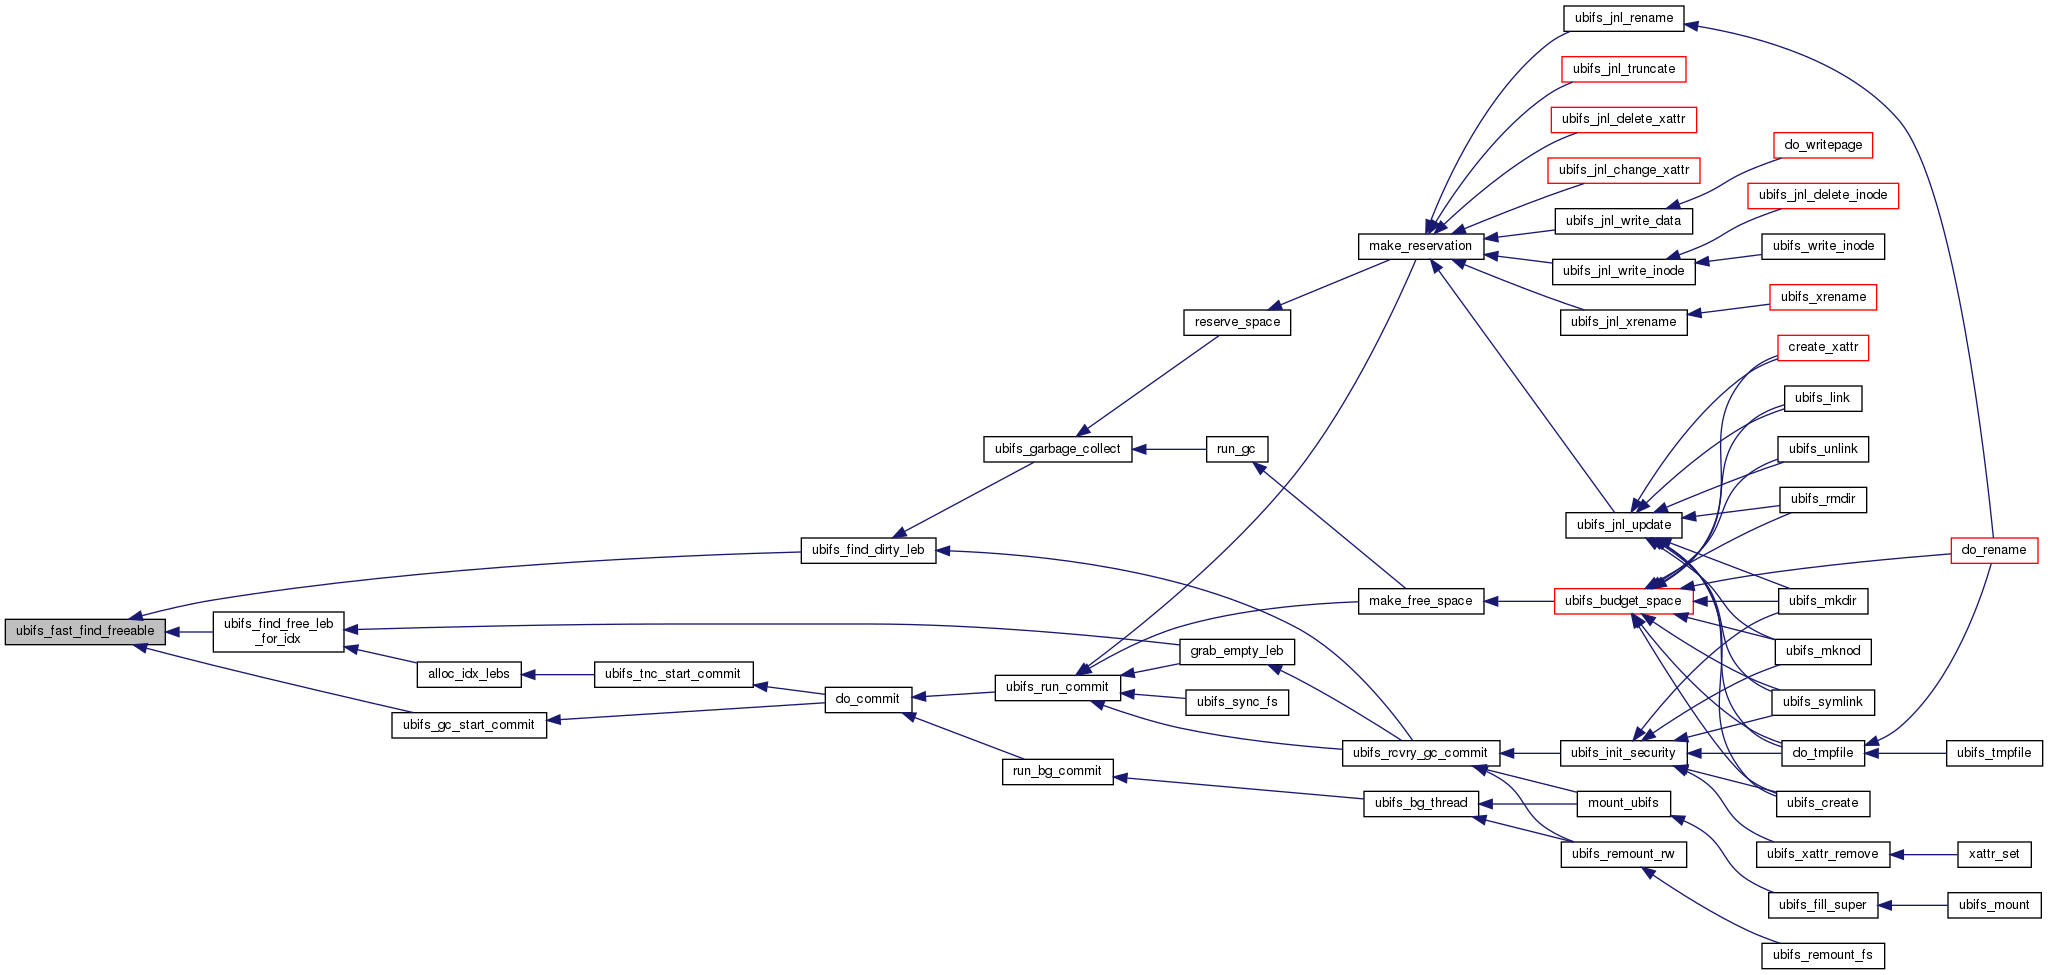 ubifs_jnl_rename
ubifs_jnl_truncate
ubifs_jnl_delete_xattr
do_writepage
ubifs_jnl_change_xattr
ubifs_jnl_delete_inode
ubifs_jnl_write_data
make_reservation
ubifs_write_inode
ubifs_jnl_write_inode
ubifs_xrename
reserve_space
ubifs_jnl_xrename
create_xattr
ubifs_link
ubifs_garbage_collect
run_gc
ubifs_unlink
ubifs_rmdir
ubifs_jnl_update
ubifs_find_dirty_leb
do_rename
make_free_space
ubifs_budget_space
ubifs_mkdir
ubifs_fast_find_freeable
ubifs_find_free_leb
_for_idx
grab_empty_leb
ubifs_mknod
alloc_idx_lebs
ubifs_tnc_start_commit
ubifs_run_commit
do_commit
ubifs_sync_fs
ubifs_symlink
ubifs_gc_start_commit
ubifs_rcvry_gc_commit
ubifs_init_security
do_tmpfile
ubifs_tmpfile
run_bg_commit
ubifs_bg_thread
mount_ubifs
ubifs_create
ubifs_remount_rw
ubifs_xattr_remove
xattr_set
ubifs_fill_super
ubifs_mount
ubifs_remount_fs